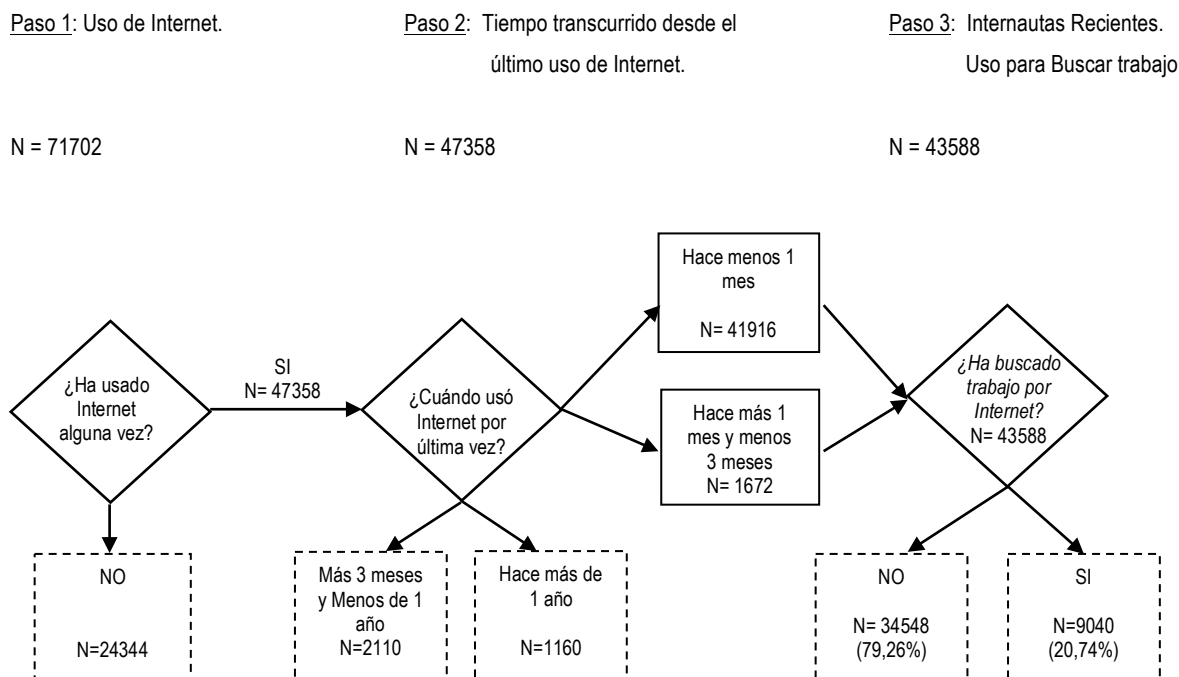 Paso 1: Uso de Internet.
Paso 2: Tiempo transcurrido desde el
último uso de Internet.
Paso 3: Internautas Recientes.
Uso para Buscar trabajo
N = 71702
N = 47358
N = 43588
¿Ha usado
Internet
alguna vez?
SI
N= 47358
¿Cuándo usó
Internet por
última vez?
Hace menos 1
mes
N= 41916
Hace más 1
mes y menos
3 meses
N= 1672
¿Ha buscado
trabajo por
Internet?
N= 43588
NO
N=24344
Más 3 meses
y Menos de 1
año
N=2110
Hace más de
1 año
N=1160
NO
N= 34548
(79,26%)
SI
N=9040
(20,74%)